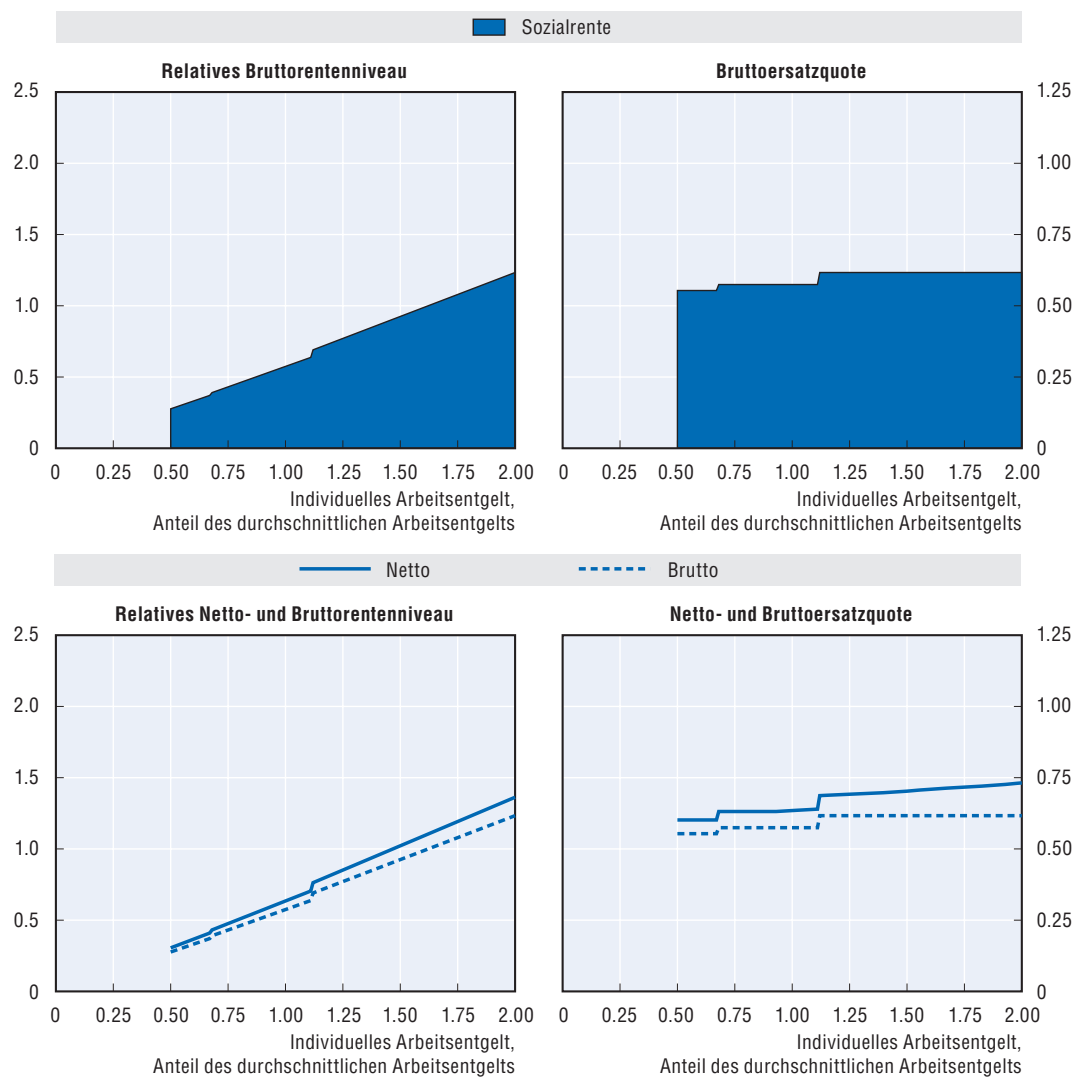 Sozialrente
Relatives Bruttorentenniveau
2.5
2.0
1.5
1.0
0.5
0
0 0.25 0.50 0.75 1.00 1.25 1.50 1.75 2.00
Individuelles Arbeitsentgelt,
Anteil des durchschnittlichen Arbeitsentgelts
Bruttoersatzquote
1.25
1.00
0.75
0.50
0.25
0
0 0.25 0.50 0.75 1.00 1.25 1.50 1.75 2.00
Individuelles Arbeitsentgelt,
Anteil des durchschnittlichen Arbeitsentgelts
Netto Brutto
Relatives Netto- und Bruttorentenniveau
2.5
2.0
1.5
1.0
0.5
0
0 0.25 0.50 0.75 1.00 1.25 1.50 1.75 2.00
Individuelles Arbeitsentgelt,
Anteil des durchschnittlichen Arbeitsentgelts
Netto- und Bruttoersatzquote
1.25
1.00
0.75
0.50
0.25
0
0 0.25 0.50 0.75 1.00 1.25 1.50 1.75 2.00
Individuelles Arbeitsentgelt,
Anteil des durchschnittlichen Arbeitsentgelts